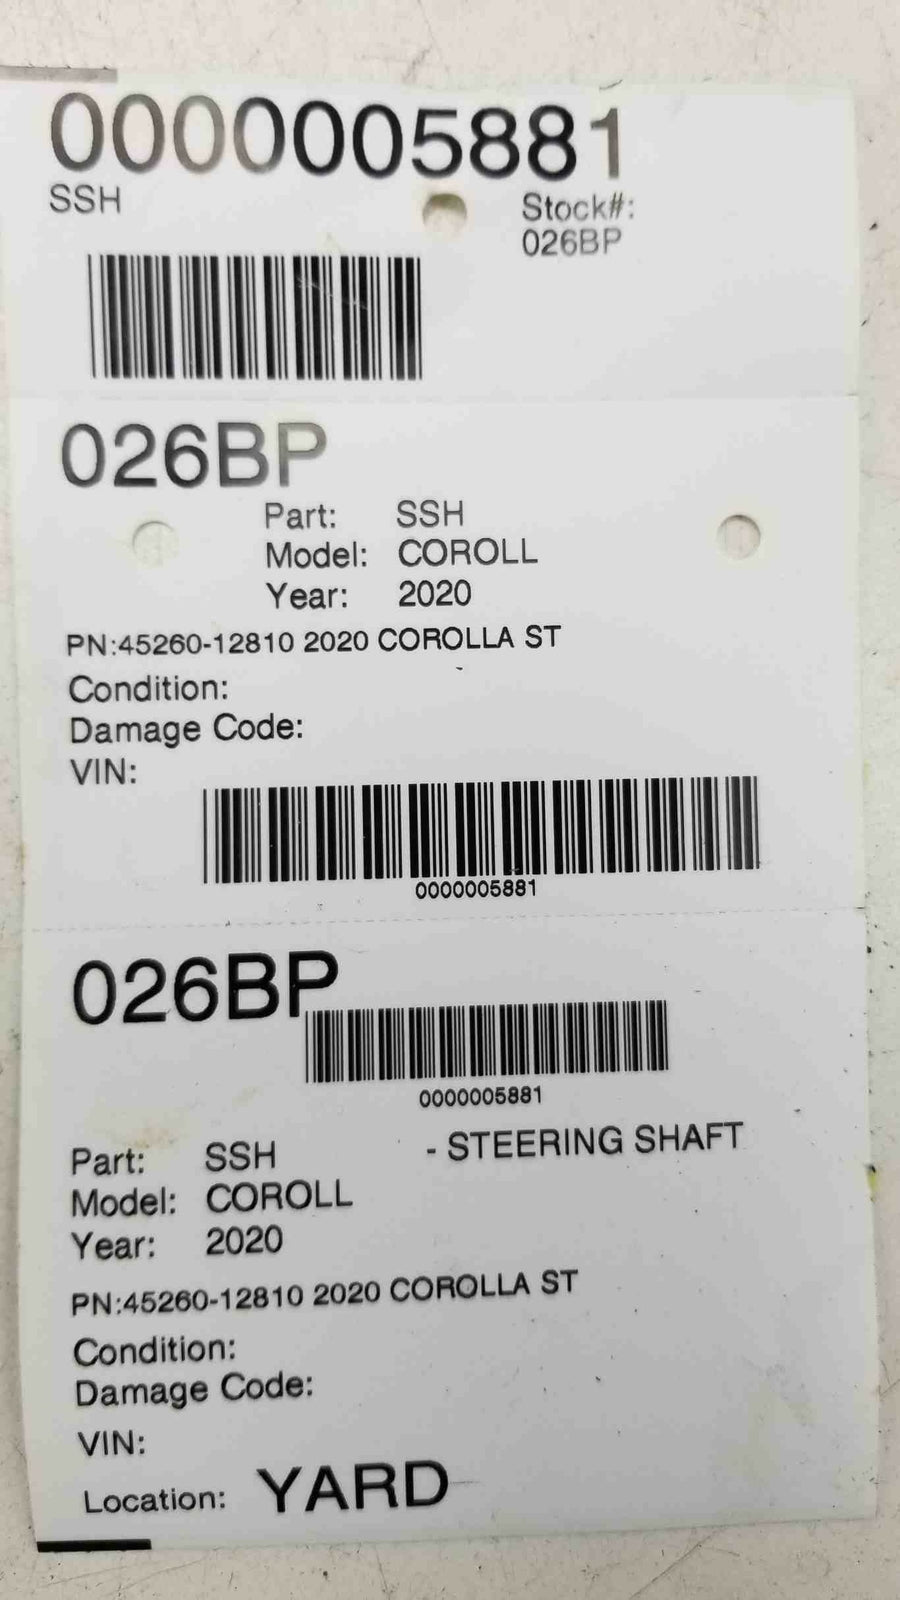 0000005881
SSH
Stock#:
026BP
026BP
Part: SSH
Model: COROLL
Year: 2020
PN:45260-12810 2020 COROLLA ST
Condition:
Damage Code:
VIN:
0000005881
026BP
0000005881
Part: SSH - STEERING SHAFT
Model: COROLL
Year: 2020
PN:45260-12810 2020 COROLLA ST
Condition:
Damage Code:
VIN:
Location: YARD